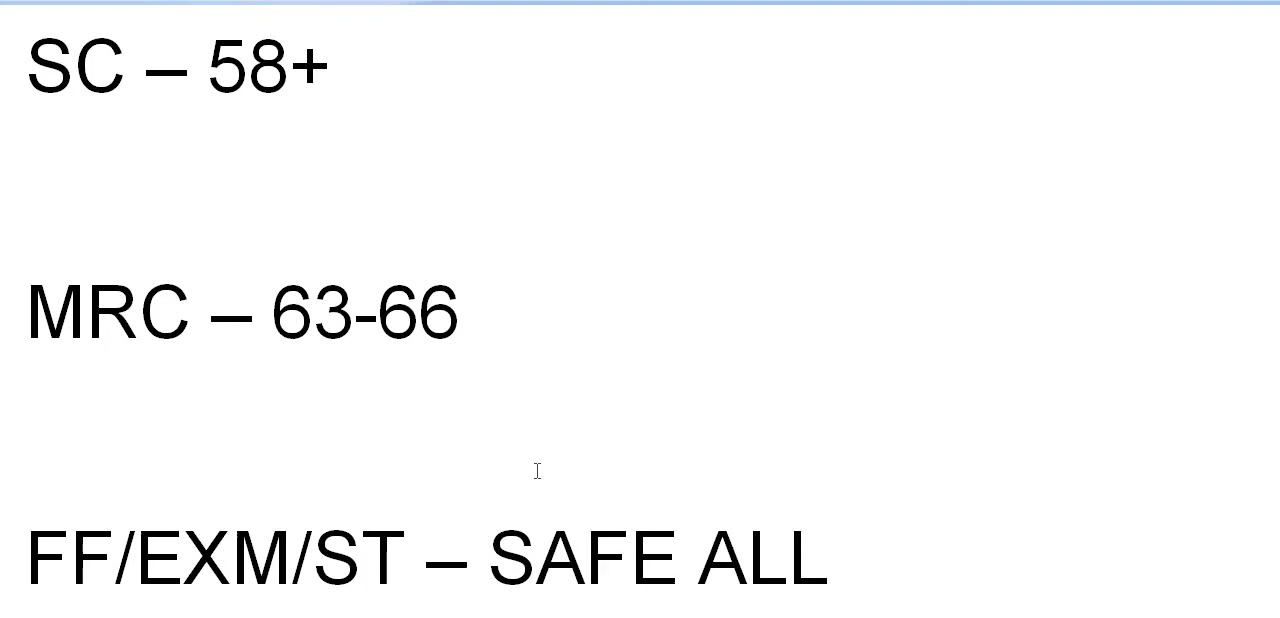 SC – 58+
MRC – 63-66
FF/EXM/ST – SAFE ALL